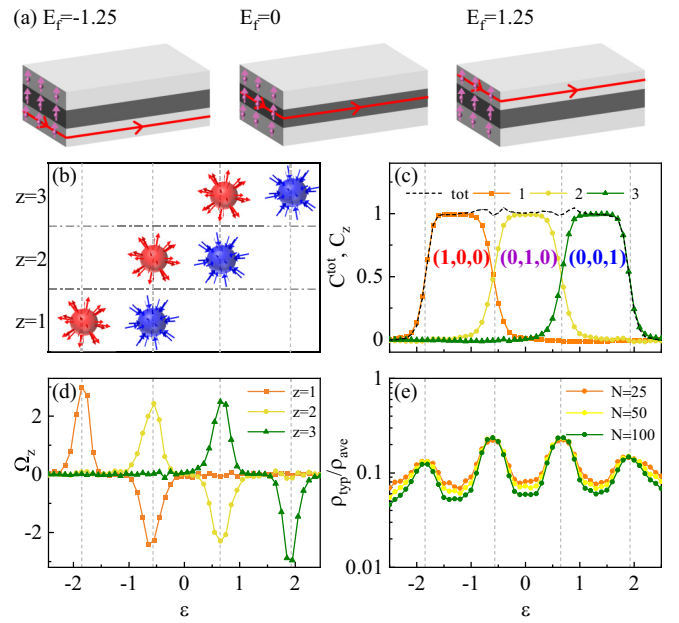 (a) E_f=-1.25 E_f=0 E_f=1.25
(b)
z=3
z=2
z=1
(c)
tot 1 2 3
C^tot, C_z
1
0.5
0
(1,0,0) (0,1,0) (0,0,1)
(d)
z=1
z=2
z=3
Ω_z
2
0
-2
-2 -1 0 1 2
ε
(e)
N=25
N=50
N=100
ρ_typ/ρ_ave
1
0.1
0.01
-2 -1 0 1 2
ε